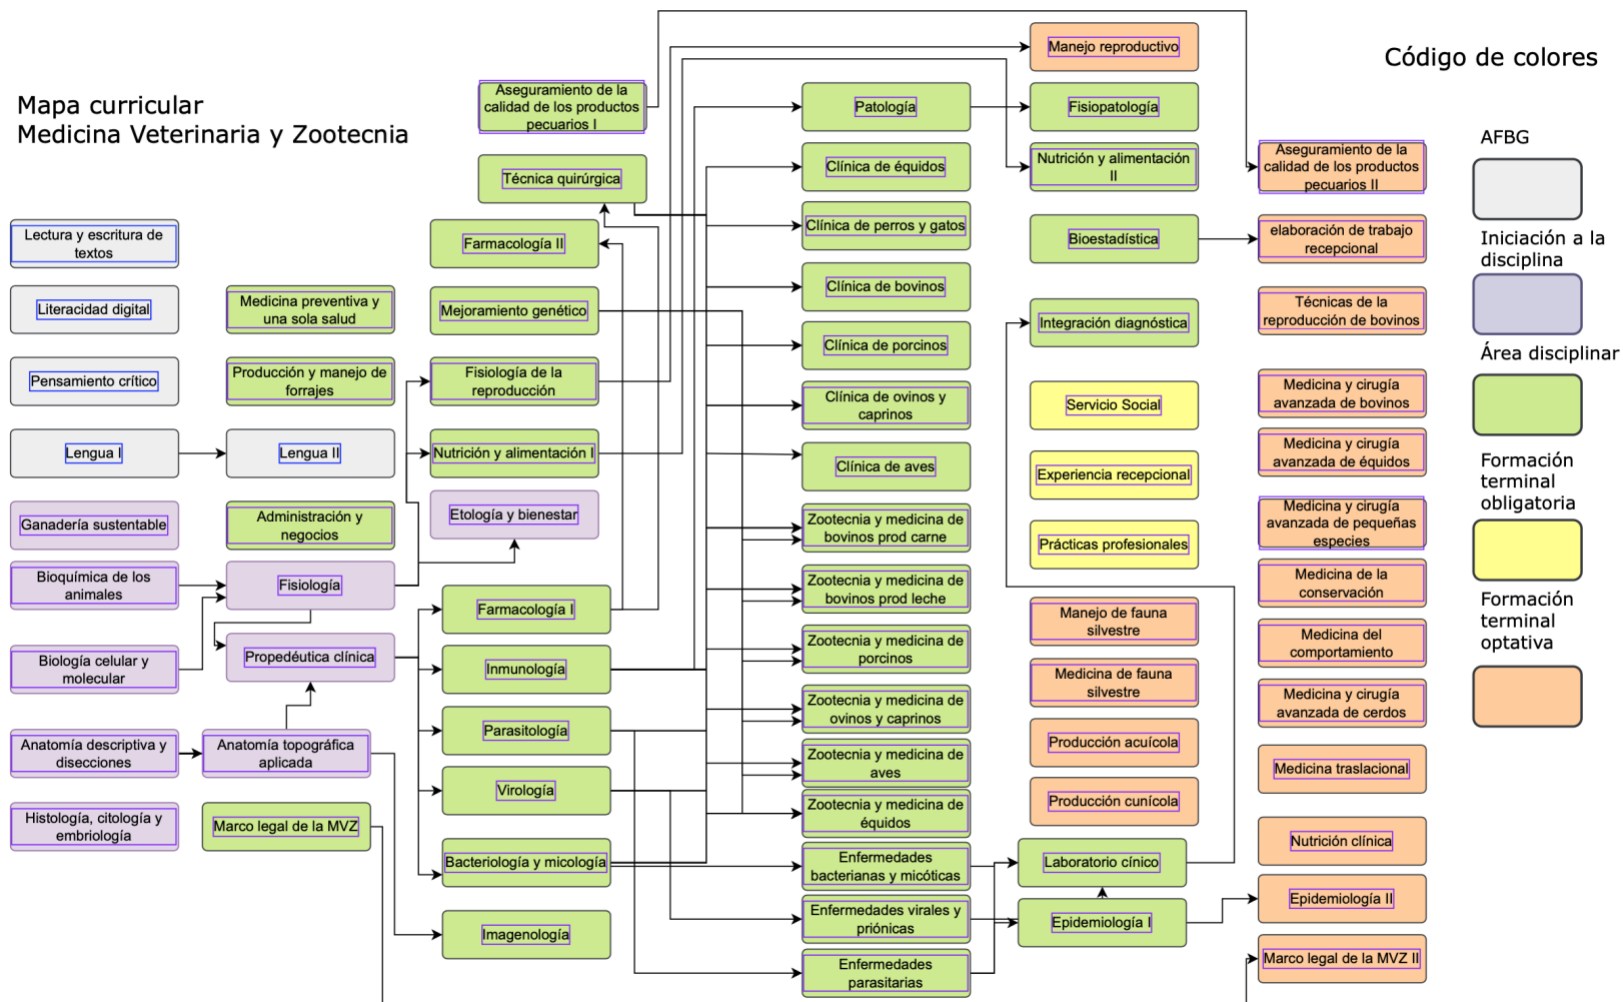 Mapa curricular
Medicina Veterinaria y Zootecnia
Lectura y escritura de
textos
Literacidad digital
Pensamiento crítico
Lengua I
Ganadería sustentable
Bioquímica de los
animales
Biología celular y
molecular
Anatomía descriptiva y
disecciones
Histología, citología y
embriología
Medicina preventiva y
una sola salud
Producción y manejo de
forrajes
Lengua II
Administración y
negocios
Fisiología
Propedéutica clínica
Anatomía topográfica
aplicada
Marco legal de la MVZ
Aseguramiento de la
calidad de los productos
pecuarios I
Técnica quirúrgica
Farmacología II
Mejoramiento genético
Fisiología de la
reproducción
Nutrición y alimentación I
Etología y bienestar
Farmacología I
Inmunología
Parasitología
Virología
Bacteriología y micología
Imagenología
Patología
Clínica de équidos
Clínica de perros y gatos
Clínica de bovinos
Clínica de porcinos
Clínica de ovinos y
caprinos
Clínica de aves
Zootecnia y medicina de
bovinos prod carne
Zootecnia y medicina de
bovinos prod leche
Zootecnia y medicina de
porcinos
Zootecnia y medicina de
ovinos y caprinos
Zootecnia y medicina de
aves
Zootecnia y medicina de
équidos
Enfermedades
bacterianas y micóticas
Enfermedades virales y
priónicas
Enfermedades
parasitarias
Manejo reproductivo
Fisiopatología
Nutrición y alimentación
II
Bioestadística
Integración diagnóstica
Servicio Social
Experiencia recepcional
Prácticas profesionales
Manejo de fauna
silvestre
Medicina de fauna
silvestre
Producción acuícola
Producción cunícola
Laboratorio cínico
Epidemiología I
Aseguramiento de la
calidad de los productos
pecuarios II
elaboración de trabajo
recepcional
Técnicas de la
reproducción de bovinos
Medicina y cirugía
avanzada de bovinos
Medicina y cirugía
avanzada de équidos
Medicina y cirugía
avanzada de pequeñas
especies
Medicina de la
conservación
Medicina del
comportamiento
Medicina y cirugía
avanzada de cerdos
Medicina traslacional
Nutrición clínica
Epidemiología II
Marco legal de la MVZ II
Código de colores
AFBG
Iniciación a la
disciplina
Área disciplinar
Formación
terminal
obligatoria
Formación
terminal
optativa